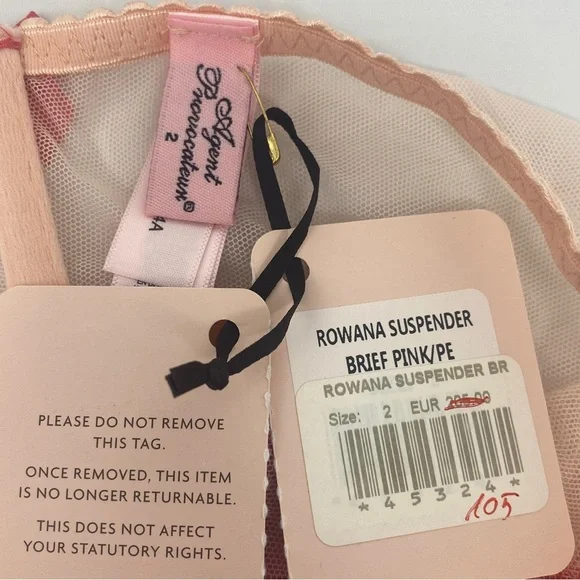 Agent
Provocateur®
2
4A
PLEASE DO NOT REMOVE
THIS TAG.
ONCE REMOVED, THIS ITEM
IS NO LONGER RETURNABLE.
THIS DOES NOT AFFECT
YOUR STATUTORY RIGHTS.
ROWANA SUSPENDER
BRIEF PINK/PE
ROWANA SUSPENDER BR
Size: 2 EUR
* 4 5 3 2 4 *
105